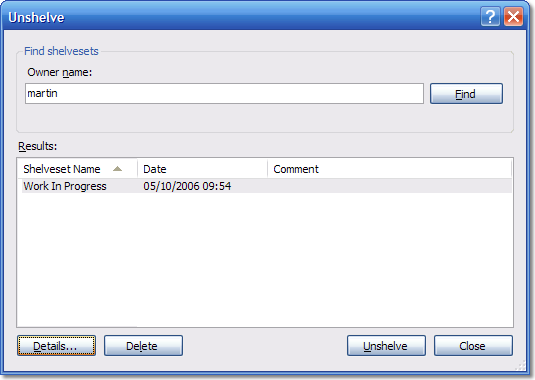 Unshelve
Find shelvesets
Owner name:
martin
Find
Results:
Shelveset Name Date Comment
Work In Progress 05/10/2006 09:54
Details... Delete Unshelve Close